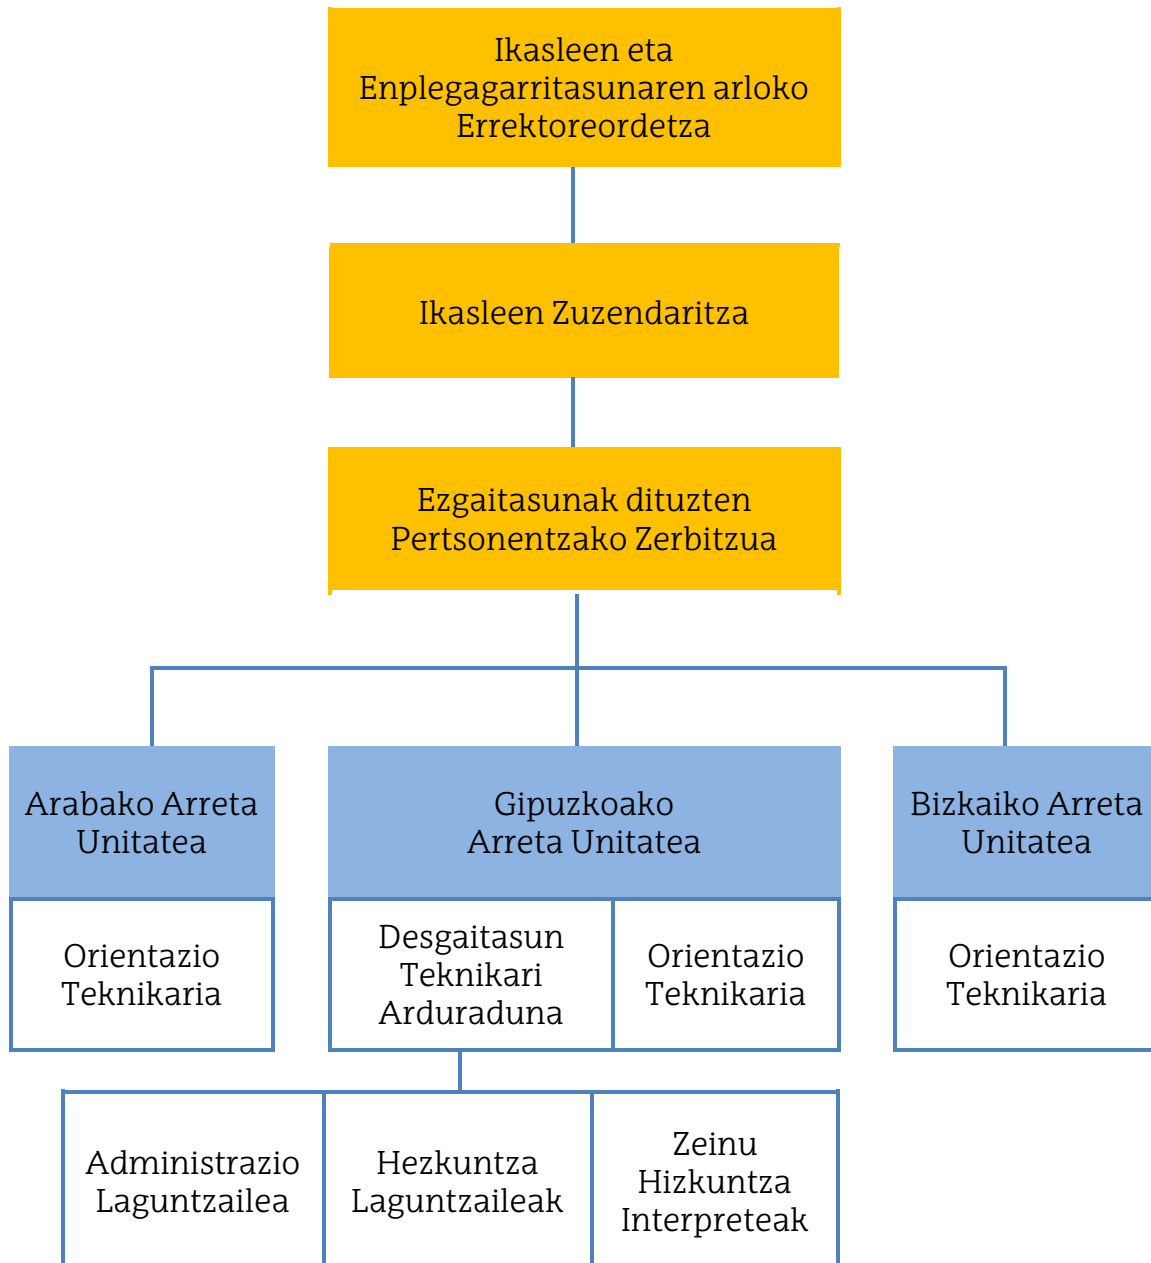 Ikasleen eta
Enplegagarritasunaren arloko
Errektoreordetza
Ikasleen Zuzendaritza
Ezgaitasunak dituzten
Pertsonentzako Zerbitzua
Arabako Arreta
Unitatea
Gipuzkoako
Arreta Unitatea
Bizkaiko Arreta
Unitatea
Orientazio
Teknikaria
Desgaitasun
Teknikari
Arduraduna
Orientazio
Teknikaria
Orientazio
Teknikaria
Administrazio
Laguntzailea
Hezkuntza
Laguntzaileak
Zeinu
Hizkuntza
Interpreteak